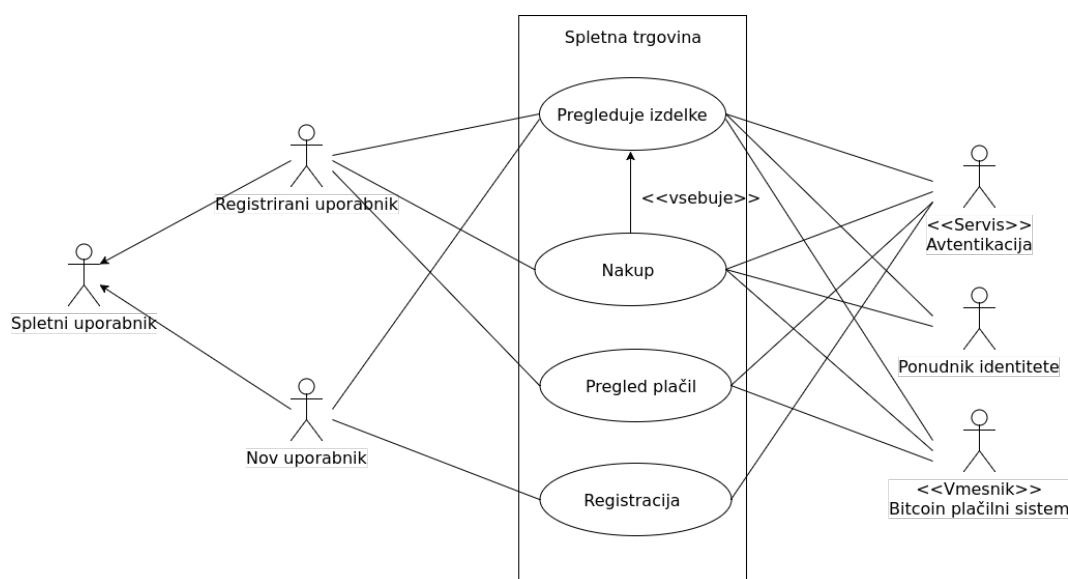 Spletna trgovina
Pregleduje izdelke
Registrirani uporabnik
<<vsebuje>>
<<Servis>>
Avtentikacija
Nakup
Spletni uporabnik
Ponudnik identitete
Pregled plačil
Nov uporabnik
<<Vmesnik>>
Registracija
Bitcoin plačilni sistem